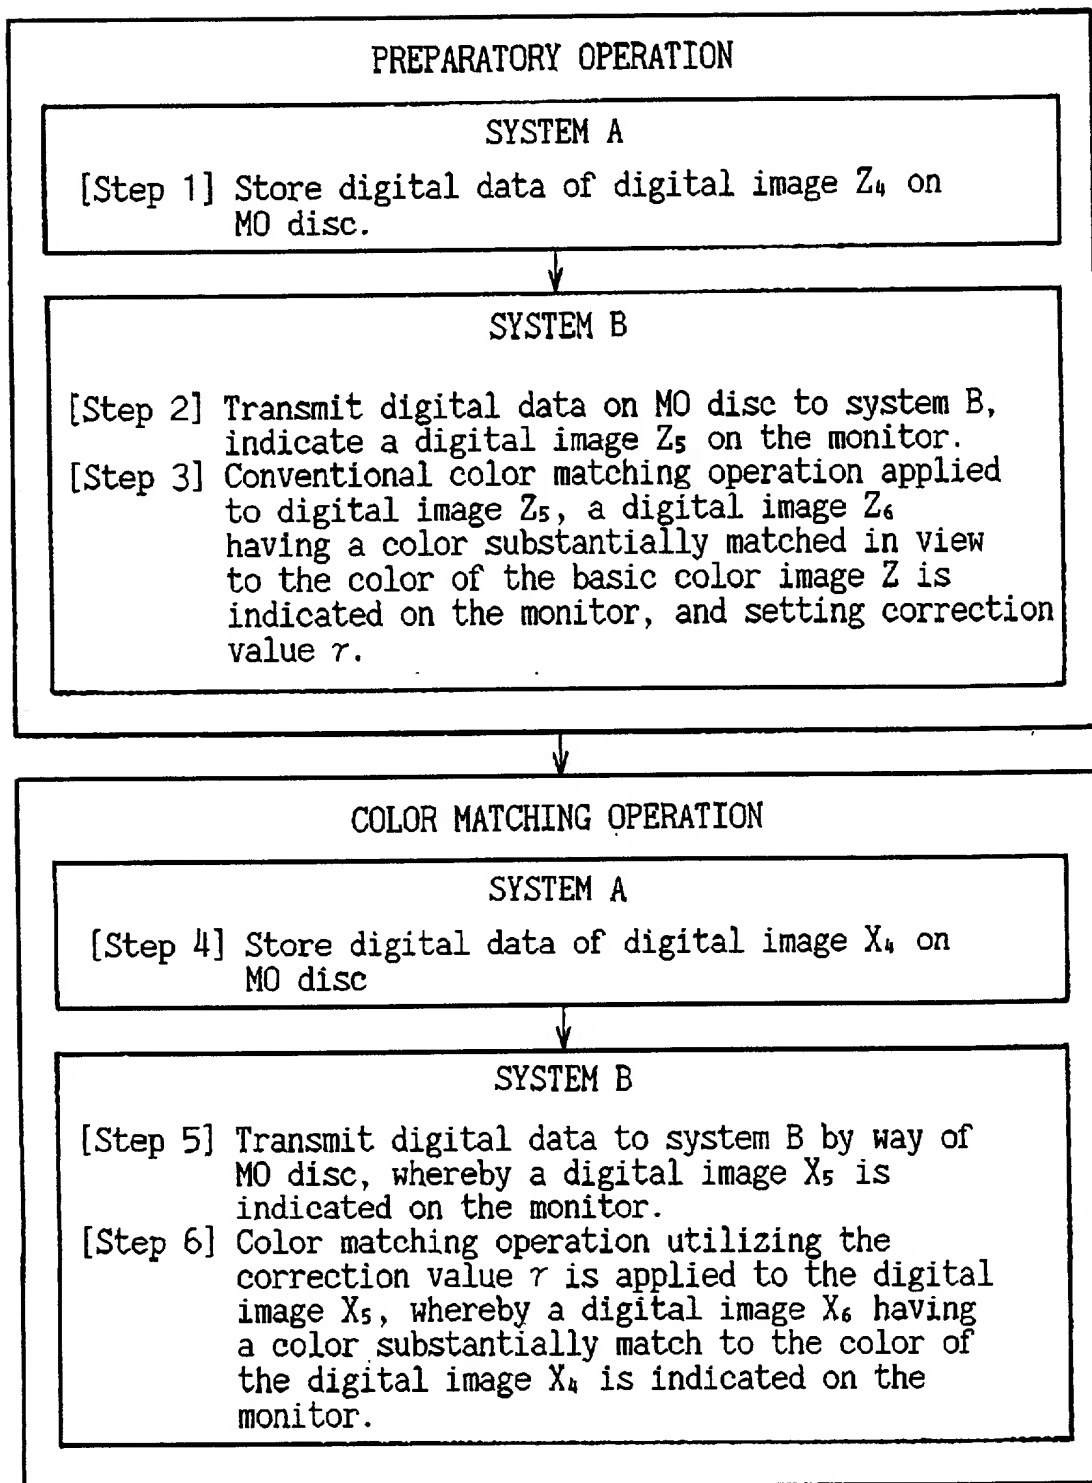 PREPARATORY OPERATION
SYSTEM A
[Step 1] Store digital data of digital image Z₄ on
MO disc.
SYSTEM B
[Step 2] Transmit digital data on MO disc to system B,
indicate a digital image Z₅ on the monitor.
[Step 3] Conventional color matching operation applied
to digital image Z₅, a digital image Z₆
having a color substantially matched in view
to the color of the basic color image Z is
indicated on the monitor, and setting correction
value τ.
COLOR MATCHING OPERATION
SYSTEM A
[Step 4] Store digital data of digital image X₄ on
MO disc
SYSTEM B
[Step 5] Transmit digital data to system B by way of
MO disc, whereby a digital image X₅ is
indicated on the monitor.
[Step 6] Color matching operation utilizing the
correction value τ is applied to the digital
image X₅, whereby a digital image X₆ having
a color substantially match to the color of
the digital image X₄ is indicated on the
monitor.